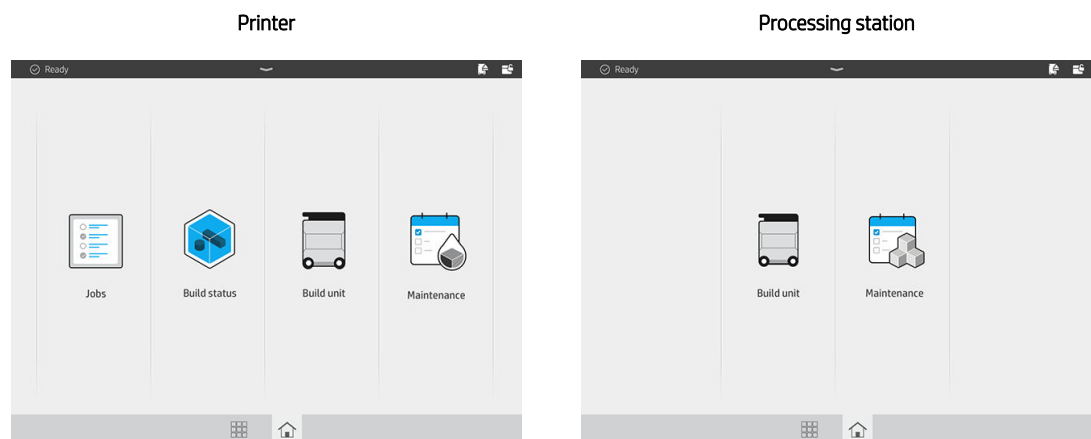 Printer
Processing station
Ready
Ready
Jobs
Build status
Build unit
Maintenance
Build unit
Maintenance